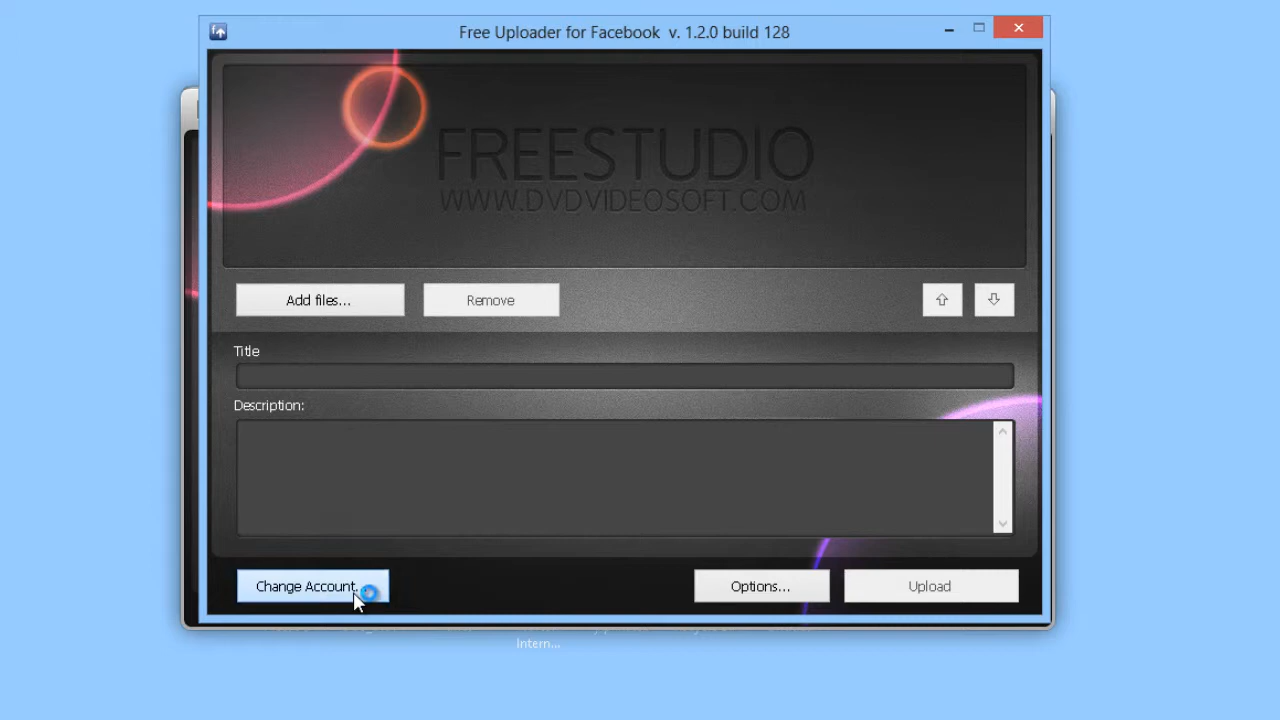 Free Uploader for Facebook v. 1.2.0 build 128
FREESTUDIO
WWW.DVDVIDEOSOFT.COM
Add files...
Remove
Title
Description:
Change Account.
Options...
Upload
Intern...